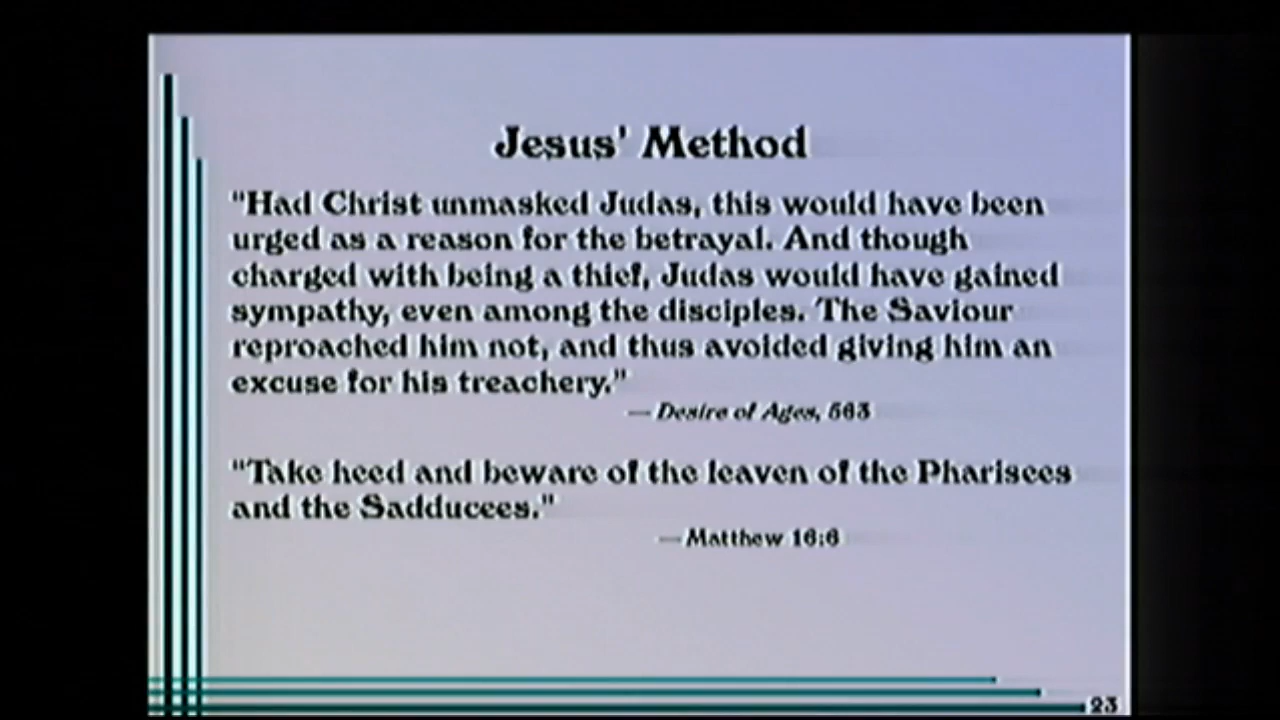 Jesus' Method
"Had Christ unmasked Judas, this would have been
urged as a reason for the betrayal. And though
charged with being a thief, Judas would have gained
sympathy, even among the disciples. The Saviour
reproached him not, and thus avoided giving him an
excuse for his treachery."
— Desire of Ages, 563
"Take heed and beware of the leaven of the Pharisees
and the Sadducees."
— Matthew 16:6
23